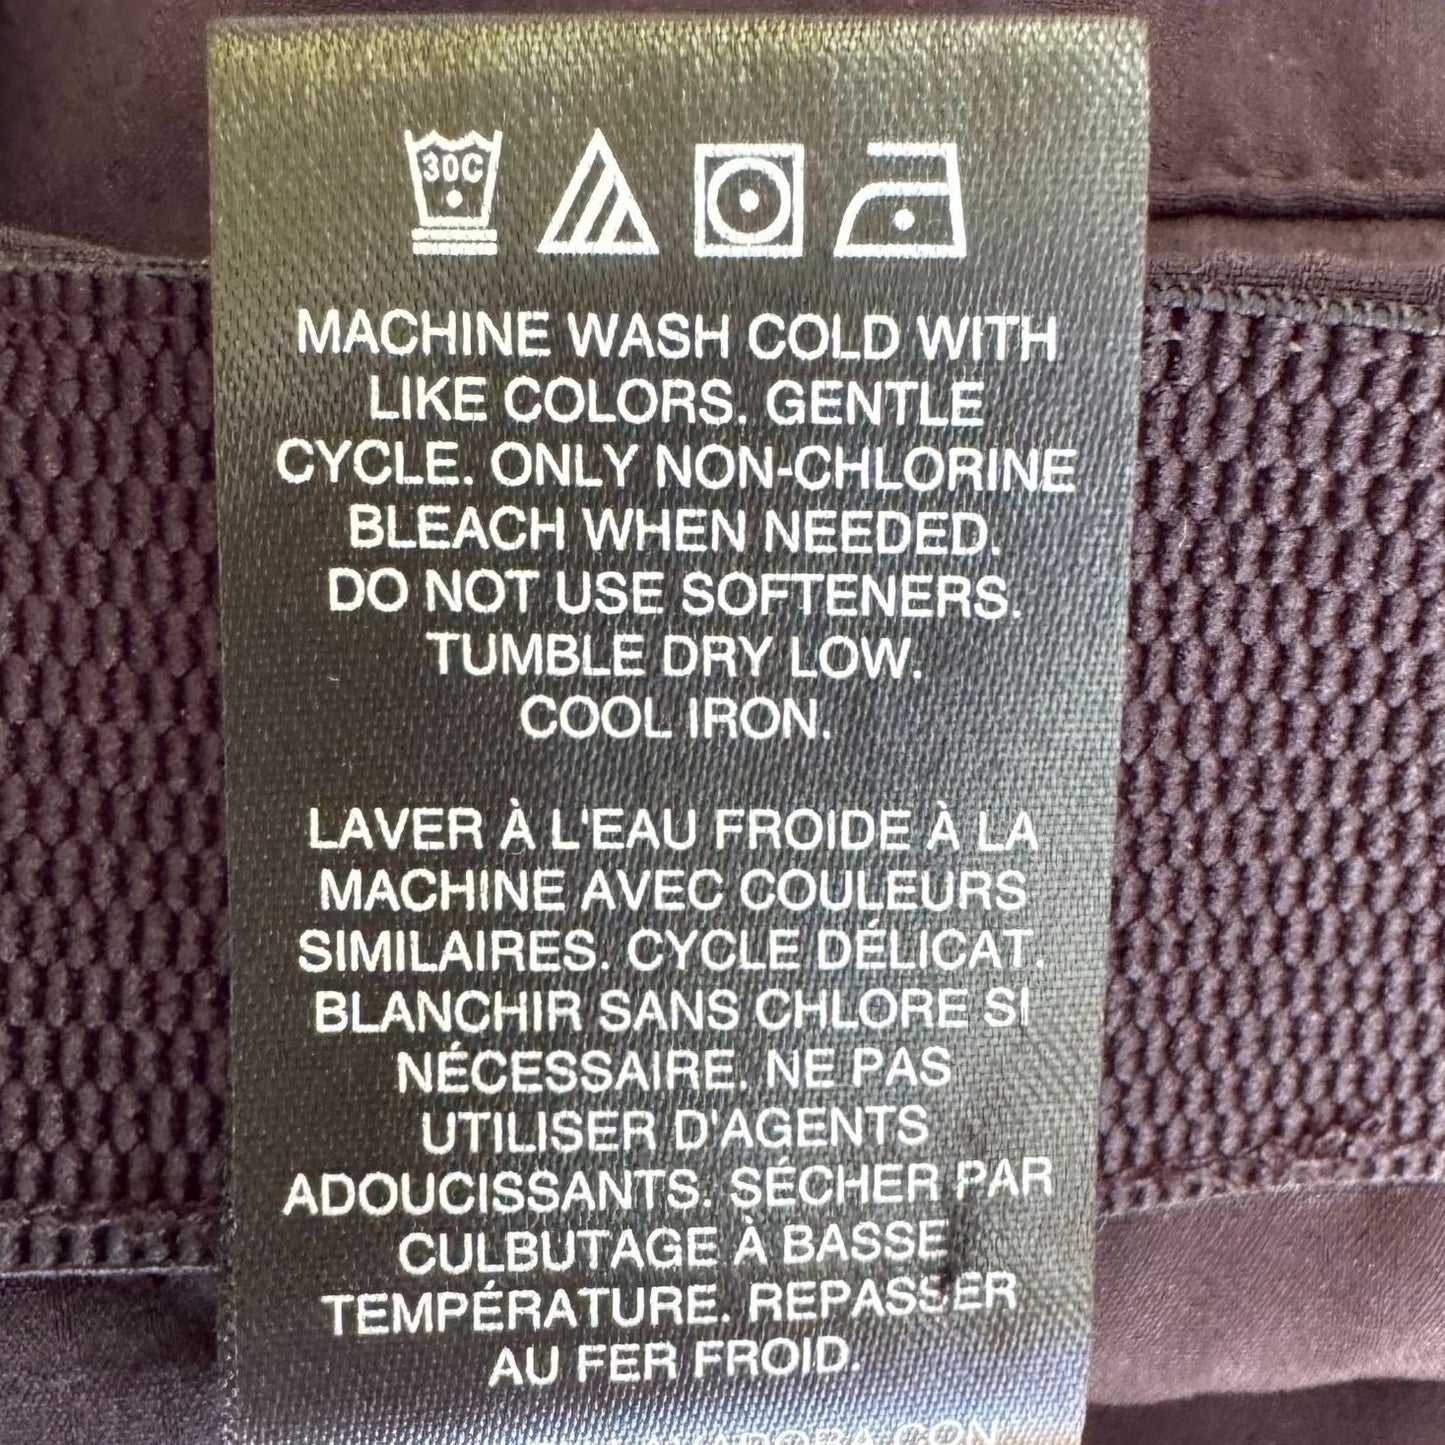 30C
MACHINE WASH COLD WITH
LIKE COLORS. GENTLE
CYCLE. ONLY NON-CHLORINE
BLEACH WHEN NEEDED.
DO NOT USE SOFTENERS.
TUMBLE DRY LOW.
COOL IRON.
LAVER À L'EAU FROIDE À LA
MACHINE AVEC COULEURS
SIMILAIRES. CYCLE DÉLICAT.
BLANCHIR SANS CHLORE SI
NÉCESSAIRE. NE PAS
UTILISER D'AGENTS
ADOUCISSANTS. SÉCHER PAR
CULBUTAGE À BASSE
TEMPÉRATURE. REPASSER
AU FER FROID.